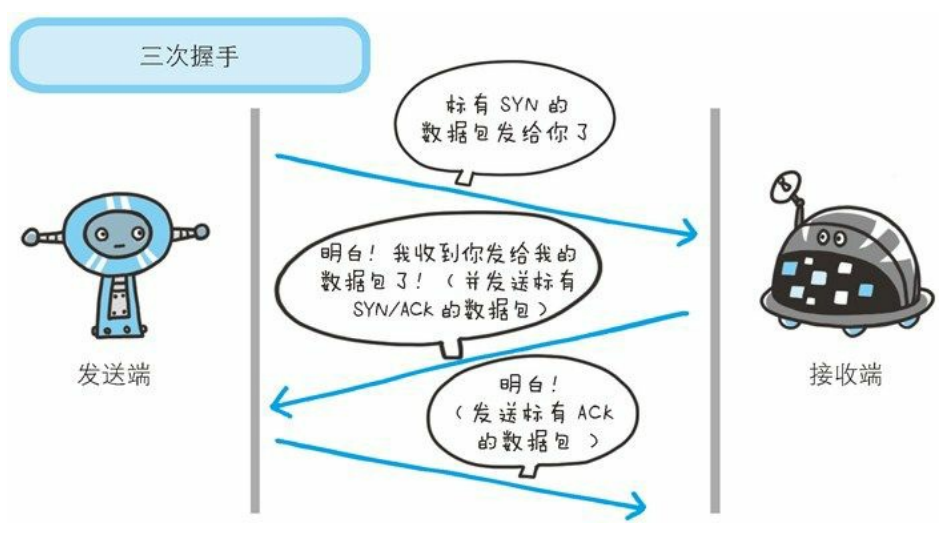 三次握手
标有 SYN 的
数据包发给你了
明白！我收到你发给我的
数据包了！（并发送标有
SYN/ACK 的数据包）
发送端
接收端
明白！
（发送标有 ACK
的数据包）